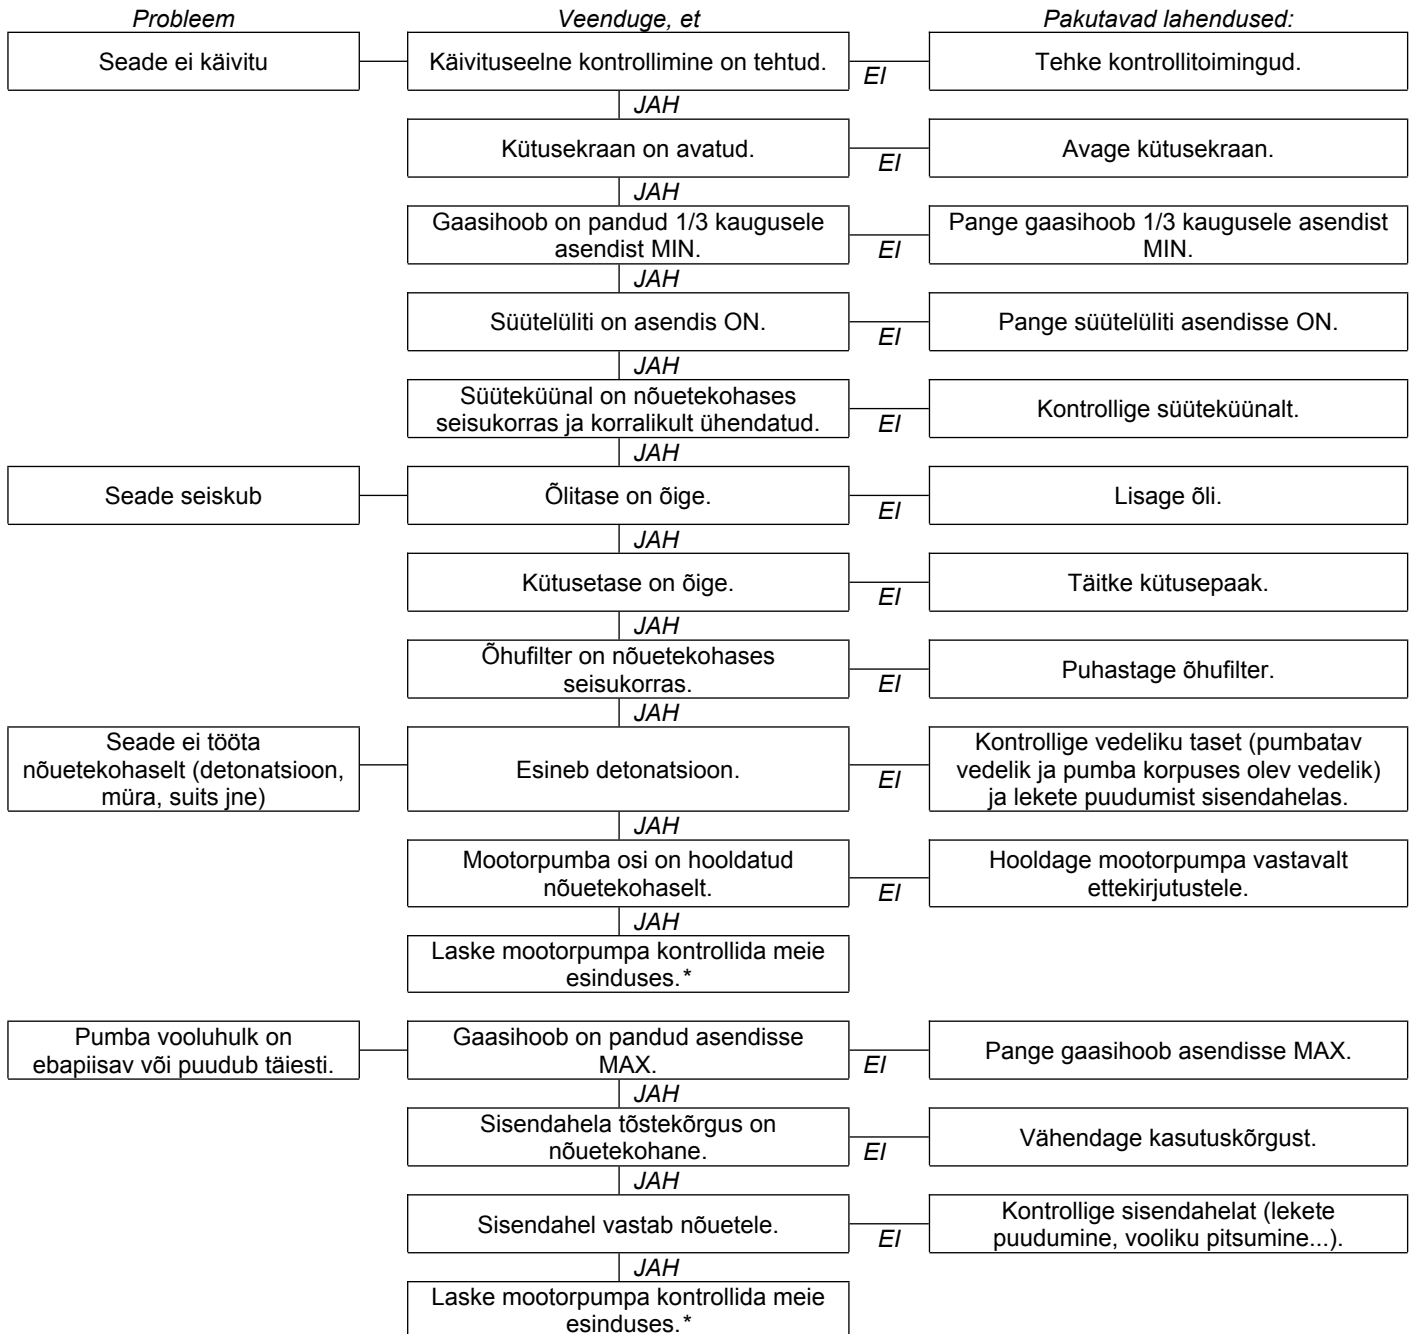 Probleem
Veenduge, et
Pakutavad lahendused:
Seade ei käivitu
Käivituseelne kontrollimine on tehtud.
EI
Tehke kontrollitoimingud.
JAH
Kütusekraan on avatud.
EI
Avage kütusekraan.
JAH
Gaasihoob on pandud 1/3 kaugusele
asendist MIN.
EI
Pange gaasihoob 1/3 kaugusele asendist
MIN.
JAH
Süütelüliti on asendis ON.
EI
Pange süütelüliti asendisse ON.
JAH
Süüteküünal on nõuetekohases
seisukorras ja korralikult ühendatud.
EI
Kontrollige süüteküünalt.
JAH
Seade seiskub
Õlitase on õige.
EI
Lisage õli.
JAH
Kütusetase on õige.
EI
Täitke kütusepaak.
JAH
Õhufilter on nõuetekohases
seisukorras.
EI
Puhastage õhufilter.
JAH
Seade ei tööta
nõuetekohaselt (detonatsioon,
müra, suits jne)
Esineb detonatsioon.
EI
Kontrollige vedeliku taset (pumbatav
vedelik ja pumba korpuses olev vedelik)
ja lekete puudumist sisendahelas.
JAH
Mootorpumba osi on hooldatud
nõuetekohaselt.
EI
Hooldage mootorpumpa vastavalt
ettekirjutustele.
JAH
Laske mootorpumpa kontrollida meie
esinduses.*
Pumba vooluhulk on
ebapiisav või puudub täiesti.
Gaasihoob on pandud asendisse
MAX.
EI
Pange gaasihoob asendisse MAX.
JAH
Sisendahela tõstekõrgus on
nõuetekohane.
EI
Vähendage kasutuskõrgust.
JAH
Sisendahel vastab nõuetele.
EI
Kontrollige sisendahelat (lekete
puudumine, vooliku pitsumine...).
JAH
Laske mootorpumpa kontrollida meie
esinduses.*